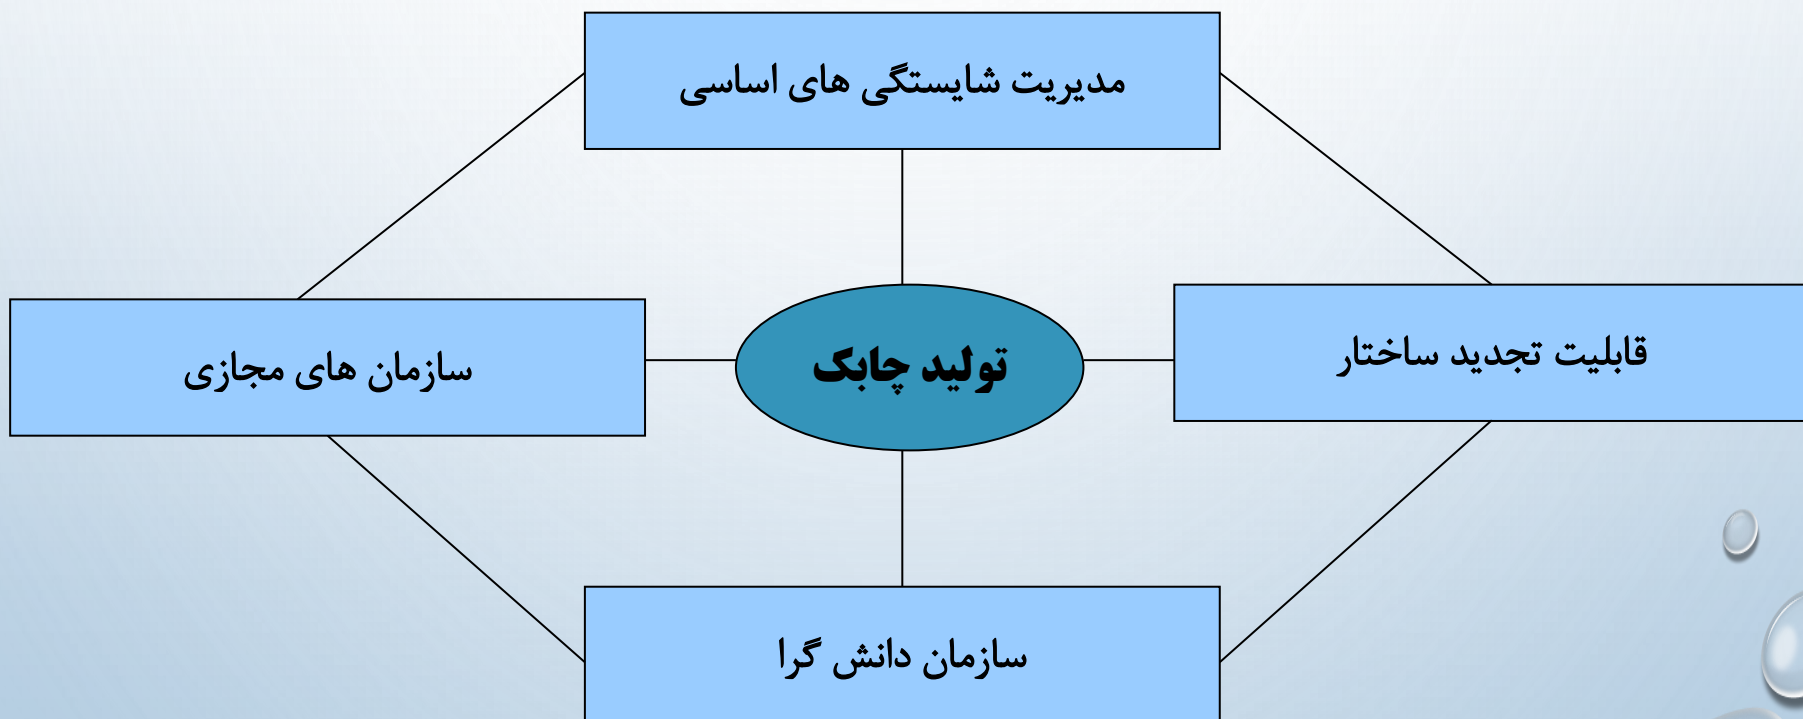 مدیریت شایستگی های اساسی
قابلیت تجدید ساختار
تولید چابک
سازمان های مجازی
سازمان دانش گرا